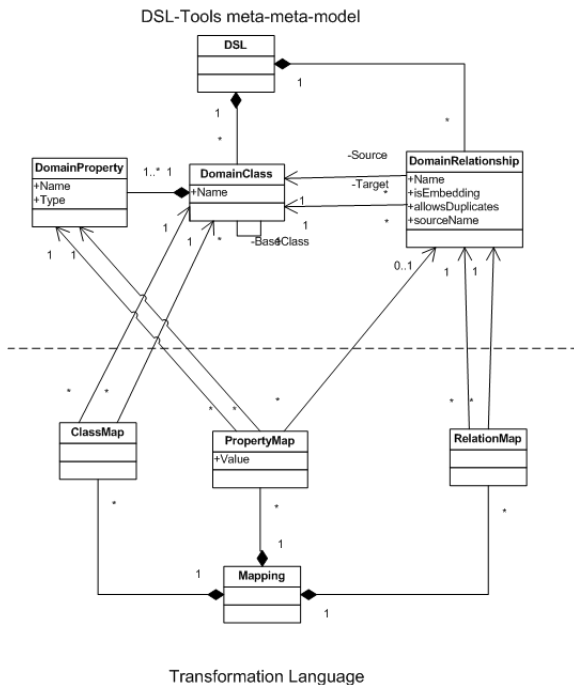 DSL-Tools meta-meta-model
DSL
1
1
*
*
DomainProperty
+Name
+Type
1..*
1
DomainClass
+Name
-Source
-Target
*
*
1
1
DomainRelationship
+Name
+isEmbedding
+allowsDuplicates
+sourceName
*
-BaseClass
1
1
1
1
0..1
1
1
*
*
*
*
*
*
*
ClassMap
PropertyMap
+Value
RelationMap
*
*
*
1
1
1
Mapping
Transformation Language